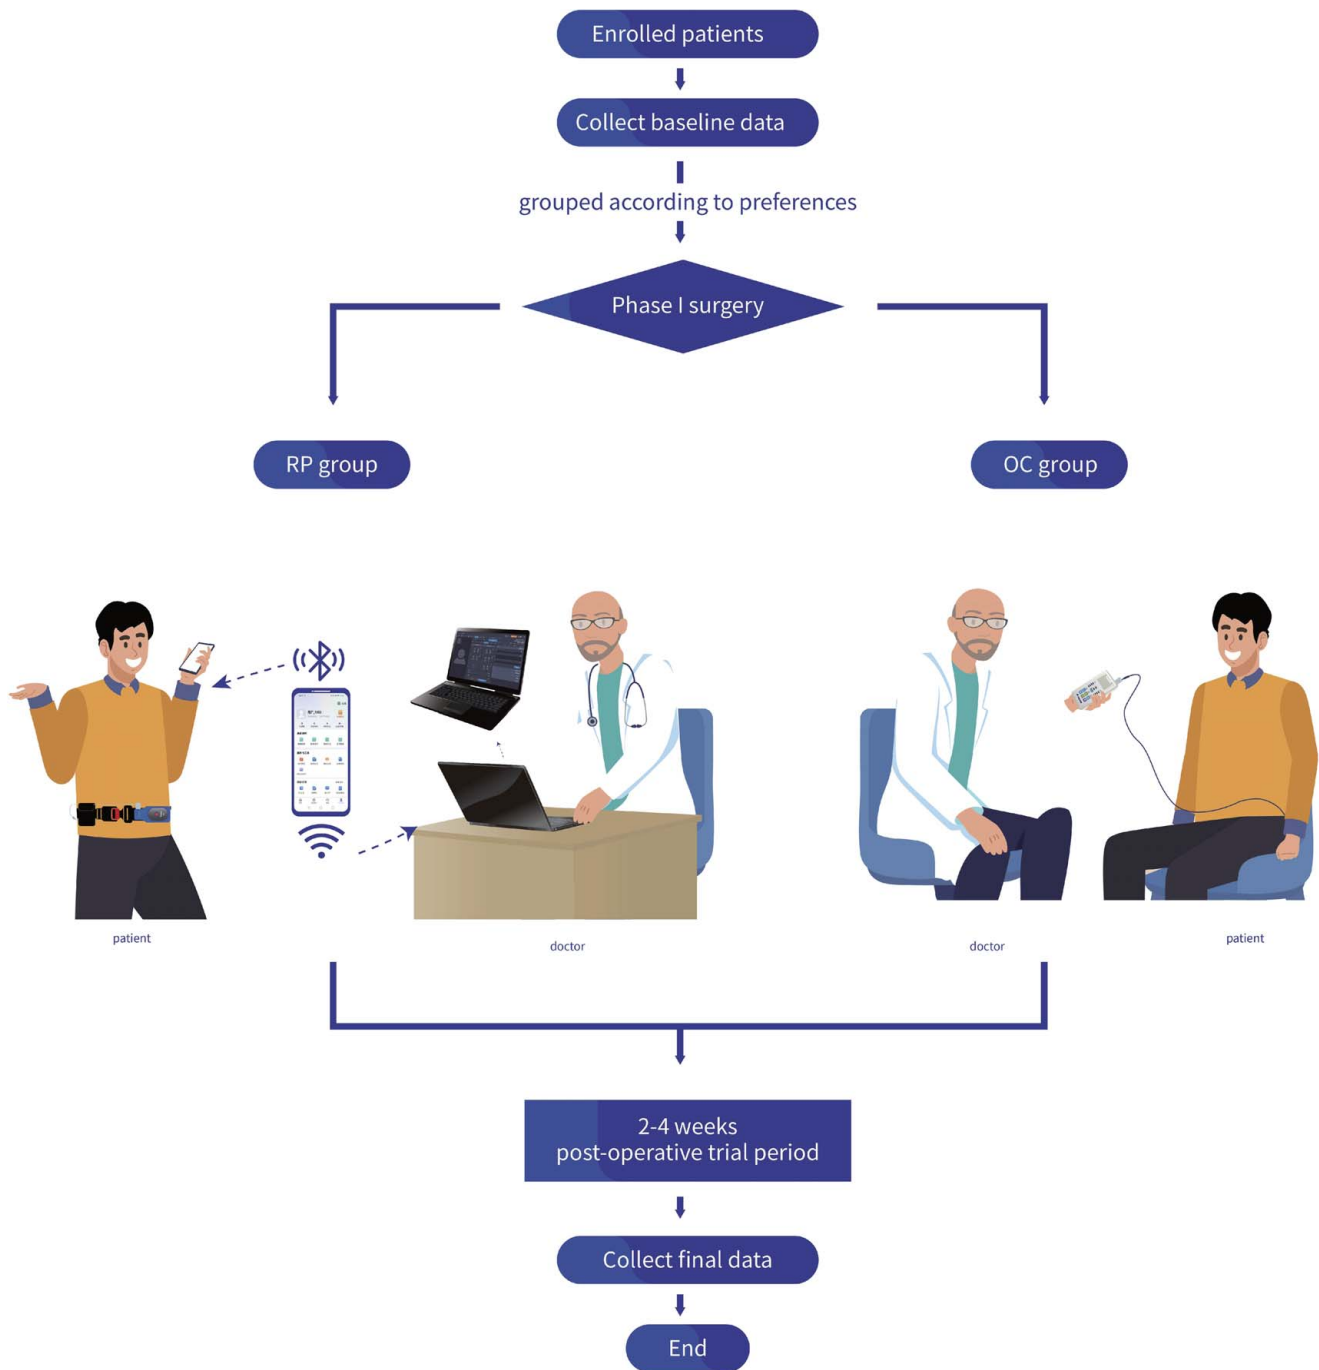 Enrolled patients
Collect baseline data
grouped according to preferences
Phase I surgery
RP group
OC group
patient
doctor
doctor
patient
2-4 weeks
post-operative trial period
Collect final data
End